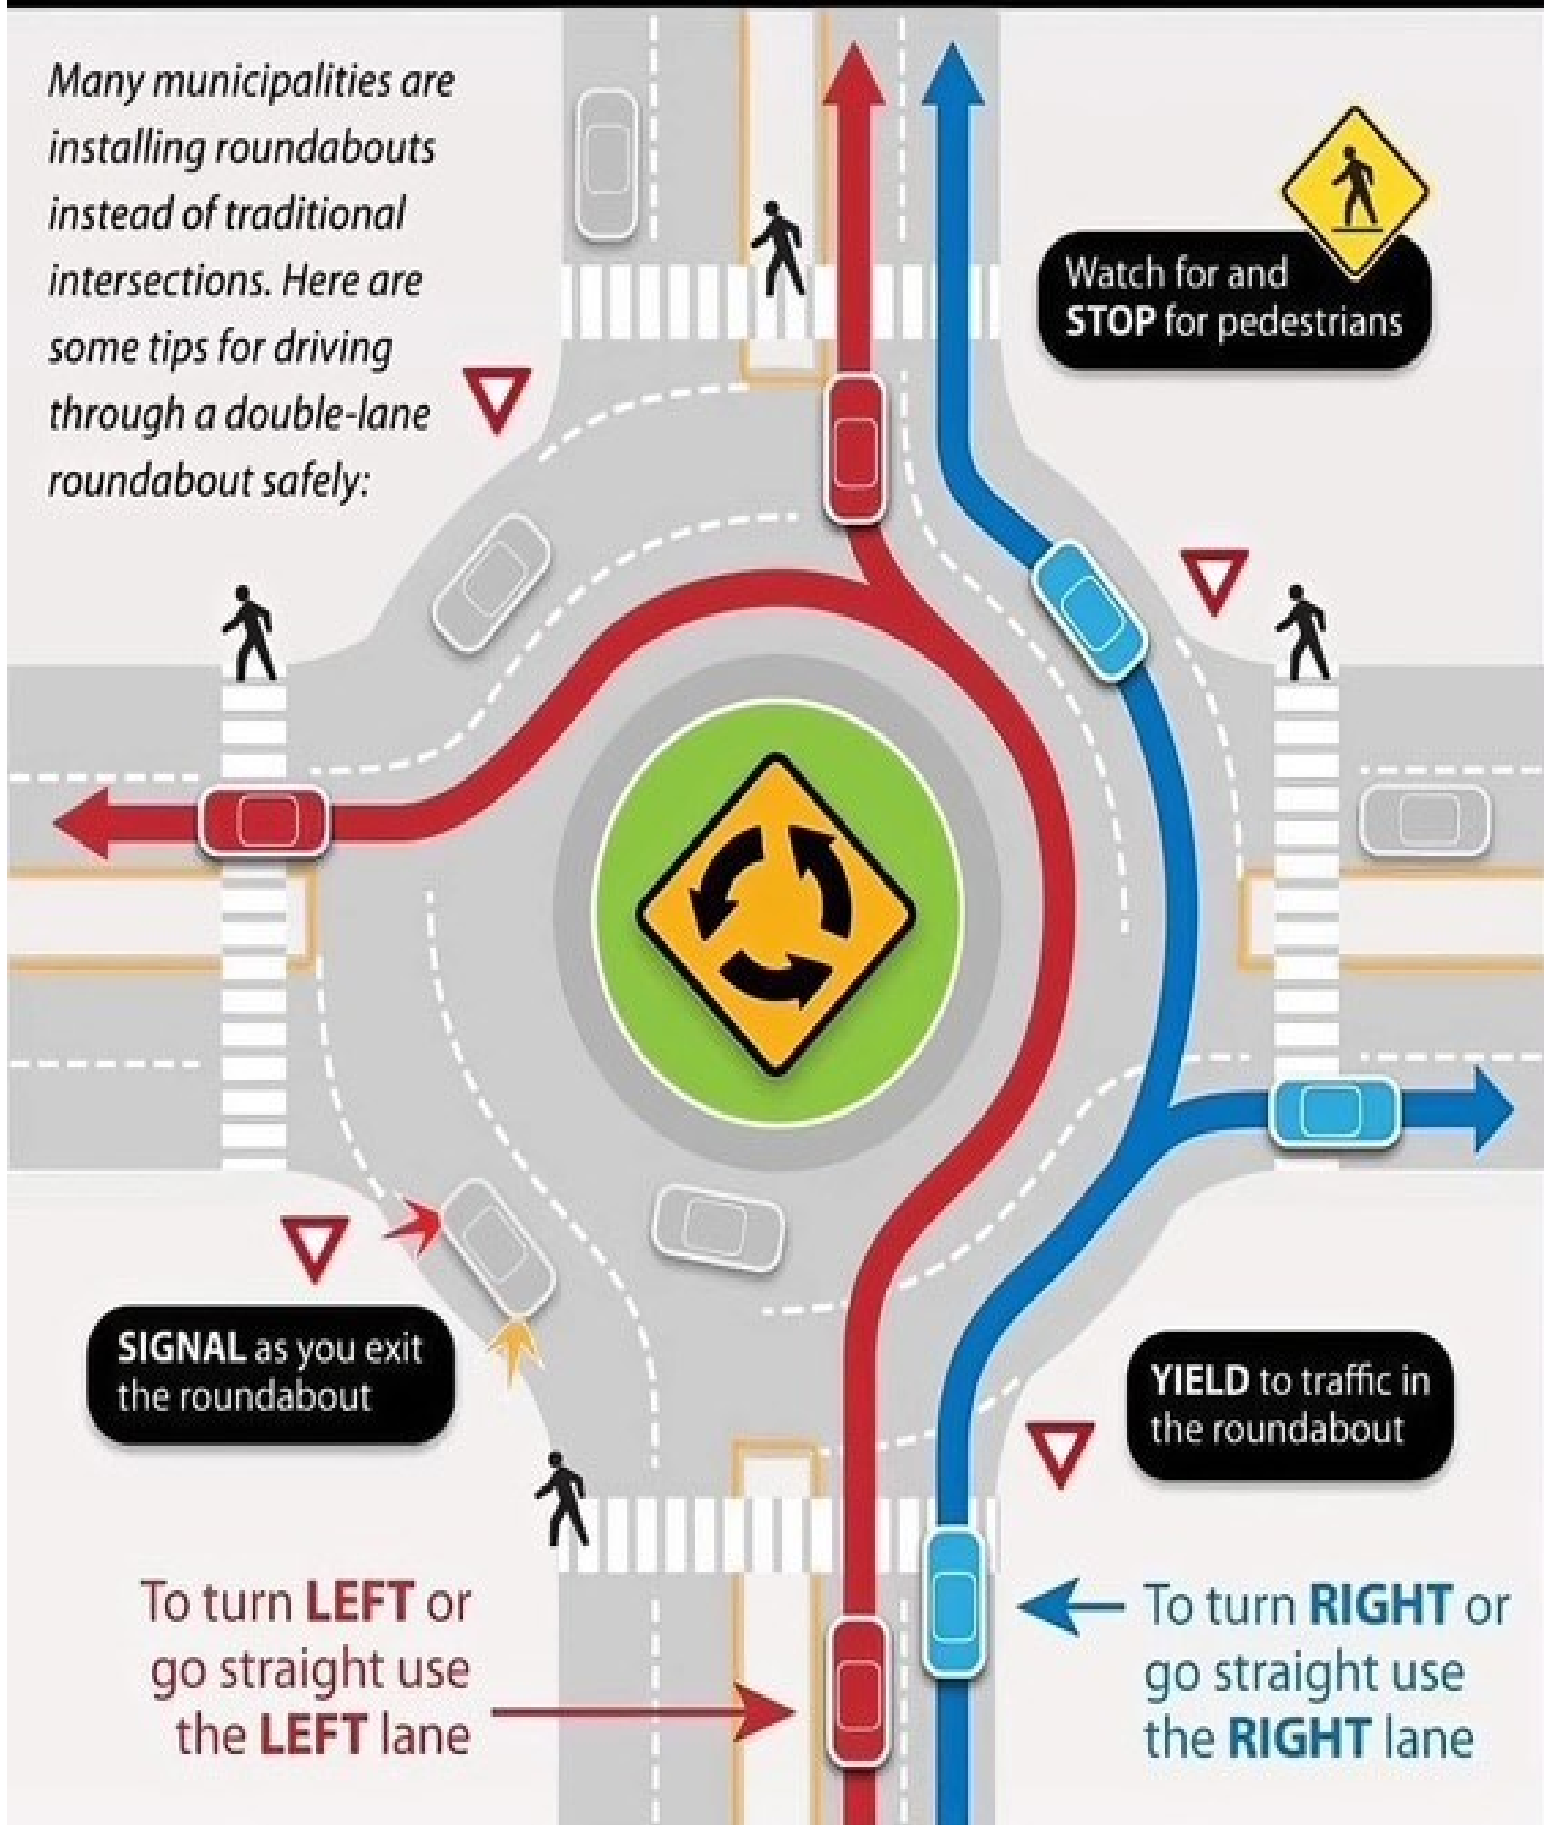 Many municipalities are
installing roundabouts
instead of traditional
intersections. Here are
some tips for driving
through a double-lane
roundabout safely:
Watch for and
STOP for pedestrians
SIGNAL as you exit
the roundabout
YIELD to traffic in
the roundabout
To turn LEFT or
go straight use
the LEFT lane
To turn RIGHT or
go straight use
the RIGHT lane